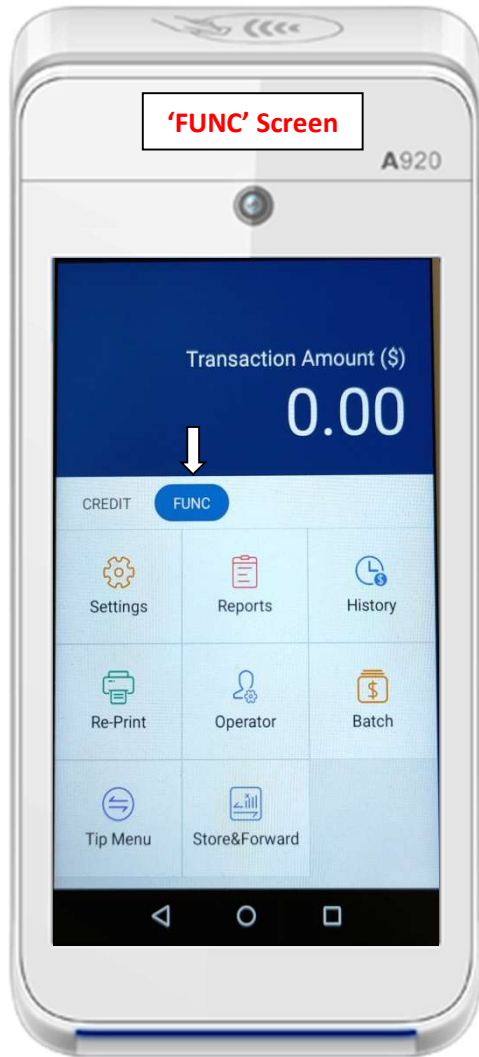 ‘FUNC’ Screen
A920
Transaction Amount ($)
0.00
CREDIT FUNC
Settings Reports History
Re-Print Operator Batch
Tip Menu Store&Forward